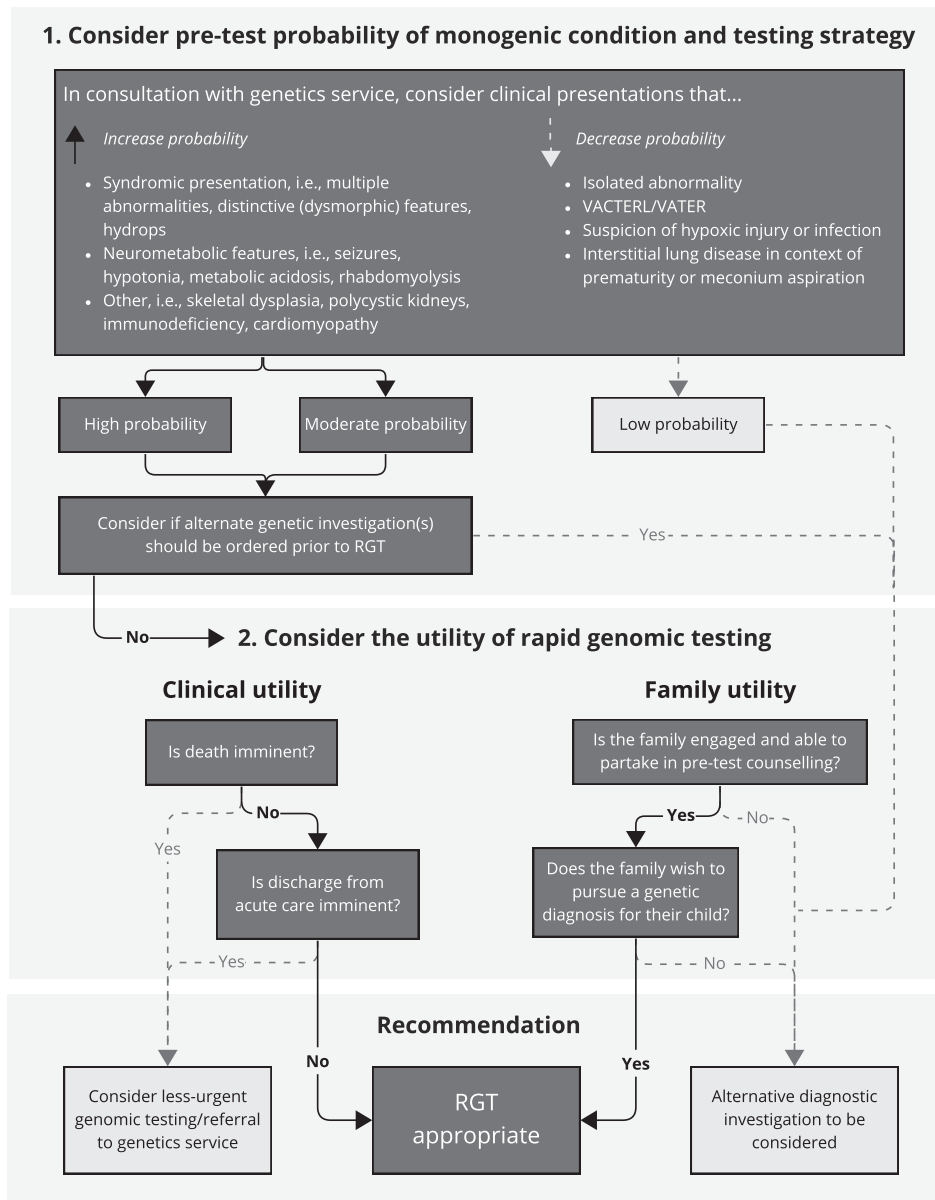 1. Consider pre-test probability of monogenic condition and testing strategy
In consultation with genetics service, consider clinical presentations that...
Increase probability
• Syndromic presentation, i.e., multiple
abnormalities, distinctive (dysmorphic) features,
hydrops
• Neurometabolic features, i.e., seizures,
hypotonia, metabolic acidosis, rhabdomyolysis
• Other, i.e., skeletal dysplasia, polycystic kidneys,
immunodeficiency, cardiomyopathy
Decrease probability
• Isolated abnormality
• VACTERL/VATER
• Suspicion of hypoxic injury or infection
• Interstitial lung disease in context of
prematurity or meconium aspiration
High probability
Moderate probability
Low probability
Consider if alternate genetic investigation(s)
should be ordered prior to RGT
Yes
No
2. Consider the utility of rapid genomic testing
Clinical utility
Family utility
Is death imminent?
Is the family engaged and able to
partake in pre-test counselling?
No
Yes
Yes
No
Is discharge from
acute care imminent?
Does the family wish to
pursue a genetic
diagnosis for their child?
Yes
No
Recommendation
No
Yes
Consider less-urgent
genomic testing/referral
to genetics service
RGT
appropriate
Alternative diagnostic
investigation to be
considered